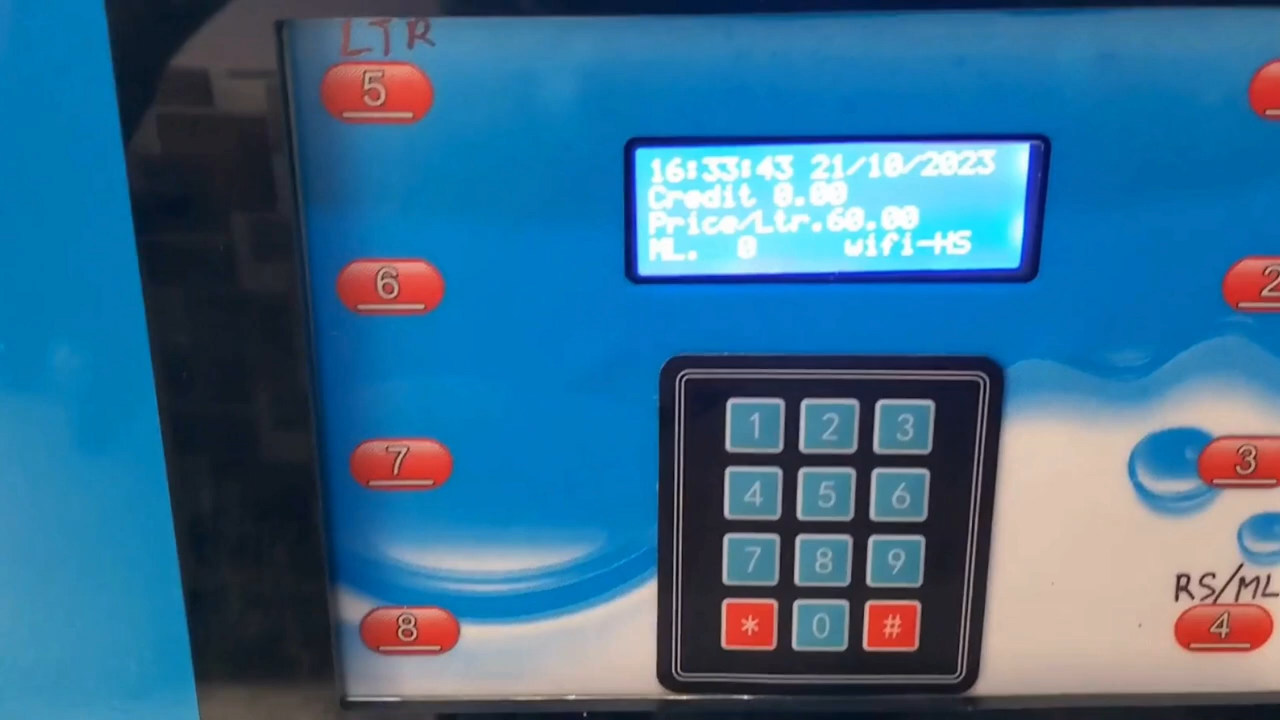 LTR
5
16:33:43 21/10/2023
Credit 0.00
Price/Ltr.60.00
ML. 0 wifi-HS
6
2
1 2 3
4 5 6
7 8 9
* 0 #
7
3
8
RS/ML
4